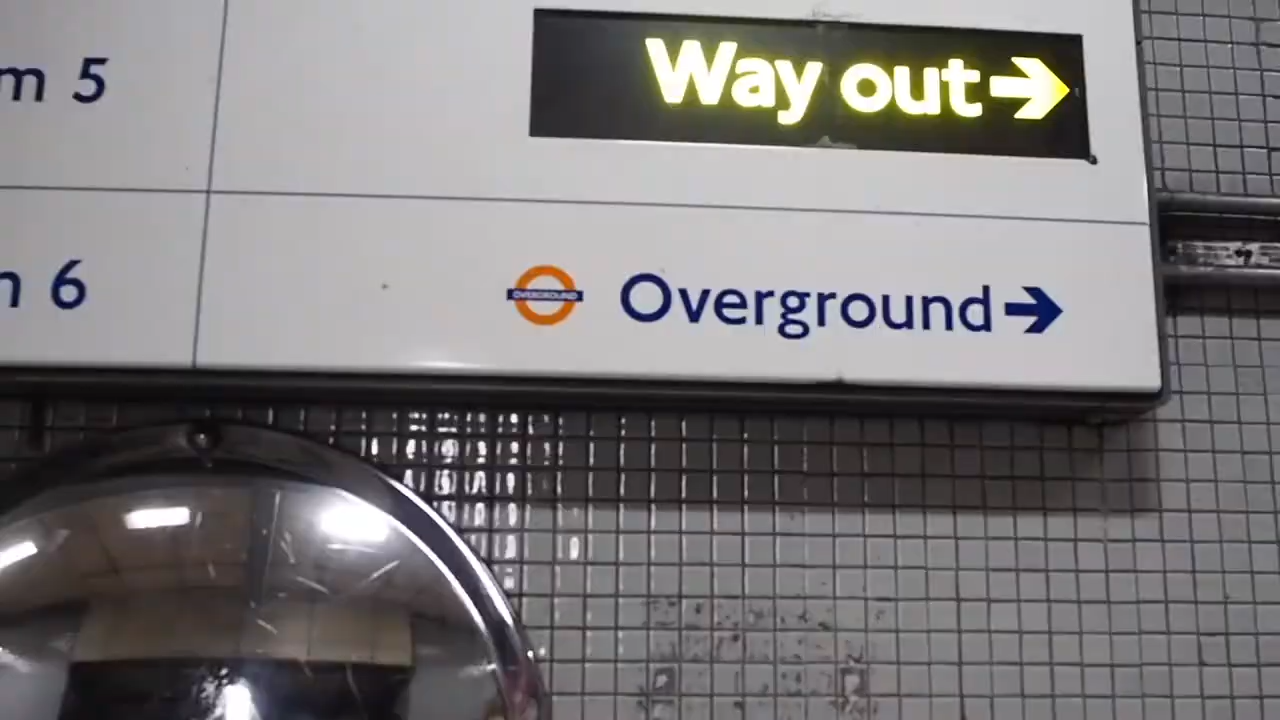 m 5
Way out →
6
OVERGROUND
Overground →